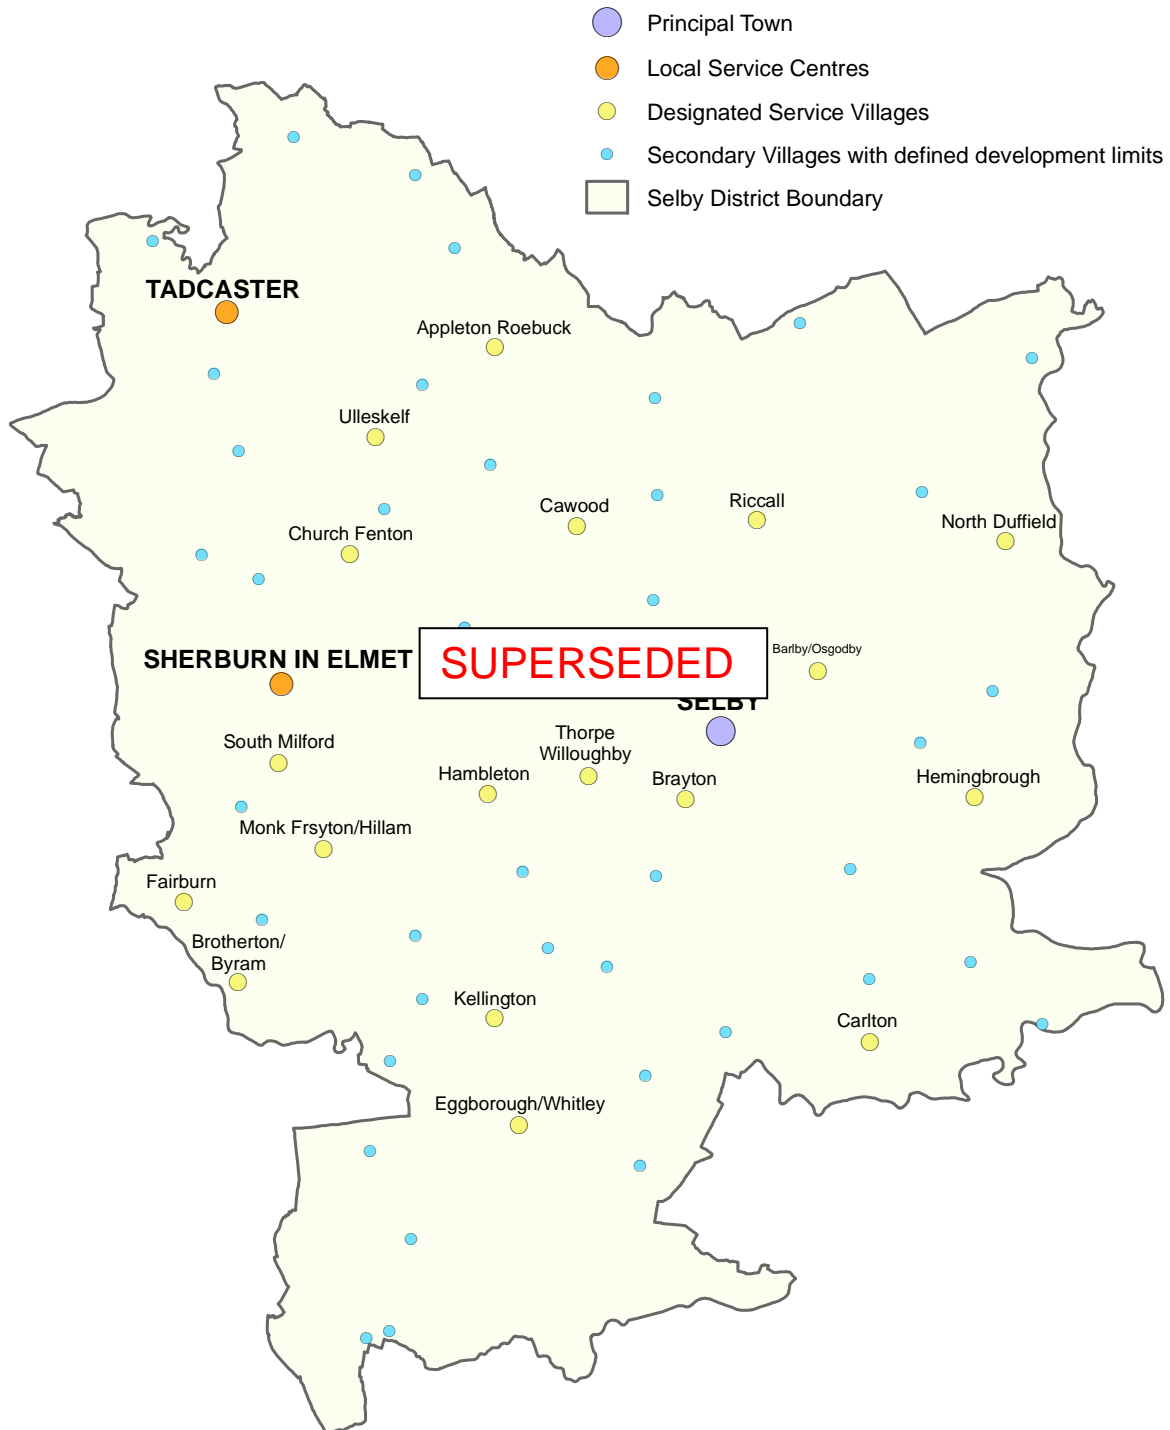 Principal Town
Local Service Centres
Designated Service Villages
Secondary Villages with defined development limits
Selby District Boundary
TADCASTER
Appleton Roebuck
Ulleskelf
Cawood
Riccall
North Duffield
Church Fenton
SHERBURN IN ELMET
SUPERSEDED
Barlby/Osgodby
SELBY
South Milford
Thorpe
Willoughby
Hambleton
Brayton
Hemingbrough
Monk Frsyton/Hillam
Fairburn
Brotherton/
Byram
Kellington
Carlton
Eggborough/Whitley